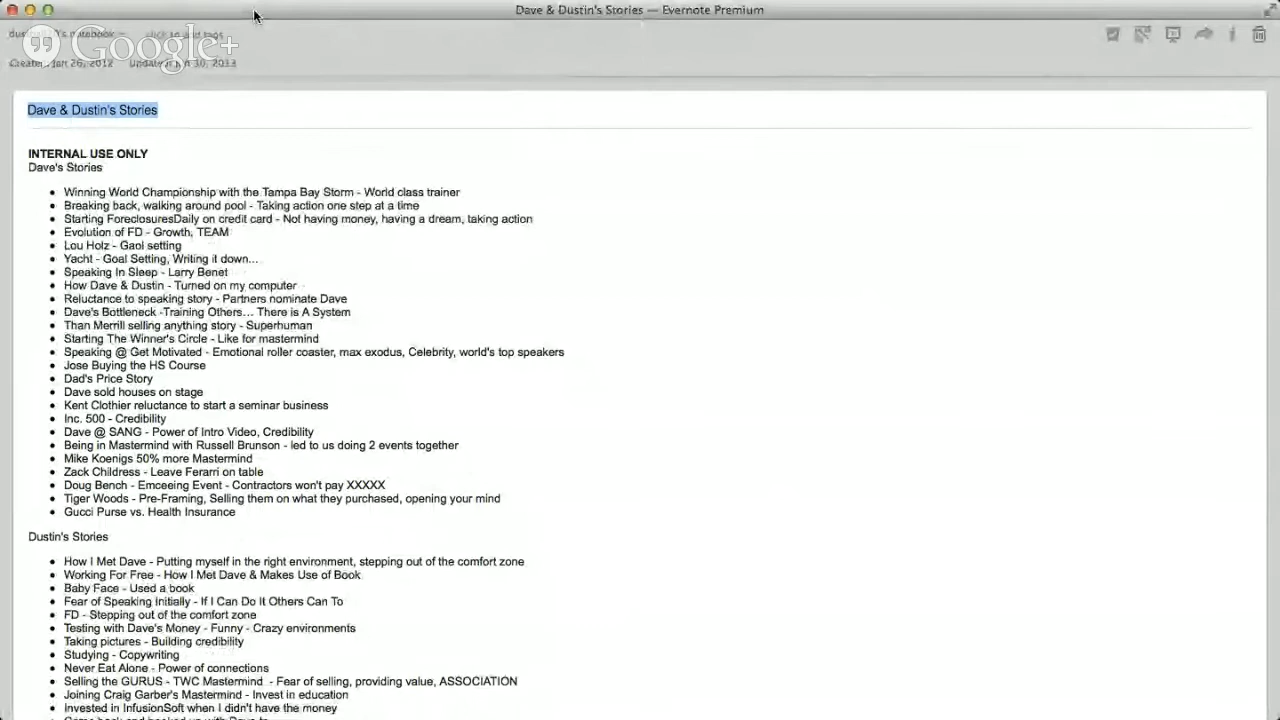 Dave & Dustin's Stories — Evernote Premium
Google+
Created Jan 26, 2012 Updated Jun 30, 2013
Dave & Dustin's Stories
INTERNAL USE ONLY
Dave's Stories
Winning World Championship with the Tampa Bay Storm - World class trainer
Breaking back, walking around pool - Taking action one step at a time
Starting ForeclosuresDaily on credit card - Not having money, having a dream, taking action
Evolution of FD - Growth, TEAM
Lou Holz - Gaol setting
Yacht - Goal Setting, Writing it down...
Speaking In Sleep - Larry Benet
How Dave & Dustin - Turned on my computer
Reluctance to speaking story - Partners nominate Dave
Dave's Bottleneck -Training Others... There is A System
Than Merrill selling anything story - Superhuman
Starting The Winner's Circle - Like for mastermind
Speaking @ Get Motivated - Emotional roller coaster, max exodus, Celebrity, world's top speakers
Jose Buying the HS Course
Dad's Price Story
Dave sold houses on stage
Kent Clothier reluctance to start a seminar business
Inc. 500 - Credibility
Dave @ SANG - Power of Intro Video, Credibility
Being in Mastermind with Russell Brunson - led to us doing 2 events together
Mike Koenigs 50% more Mastermind
Zack Childress - Leave Ferarri on table
Doug Bench - Emceeing Event - Contractors won't pay XXXXX
Tiger Woods - Pre-Framing, Selling them on what they purchased, opening your mind
Gucci Purse vs. Health Insurance
Dustin's Stories
How I Met Dave - Putting myself in the right environment, stepping out of the comfort zone
Working For Free - How I Met Dave & Makes Use of Book
Baby Face - Used a book
Fear of Speaking Initially - If I Can Do It Others Can To
FD - Stepping out of the comfort zone
Testing with Dave's Money - Funny - Crazy environments
Taking pictures - Building credibility
Studying - Copywriting
Never Eat Alone - Power of connections
Selling the GURUS - TWC Mastermind - Fear of selling, providing value, ASSOCIATION
Joining Craig Garber's Mastermind - Invest in education
Invested in InfusionSoft when I didn't have the money